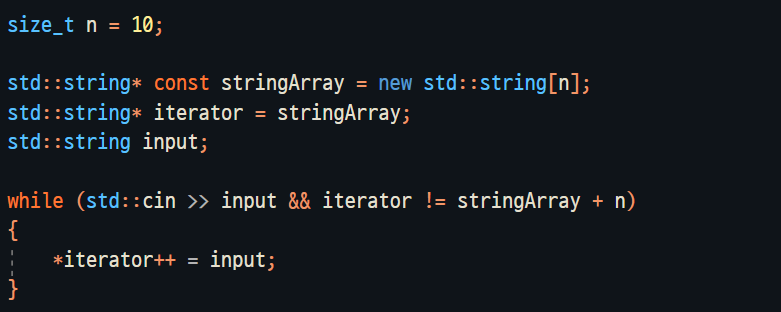 size_t n = 10;
std::string* const stringArray = new std::string[n];
std::string* iterator = stringArray;
std::string input;
while (std::cin >> input && iterator != stringArray + n)
{
*iterator++ = input;
}